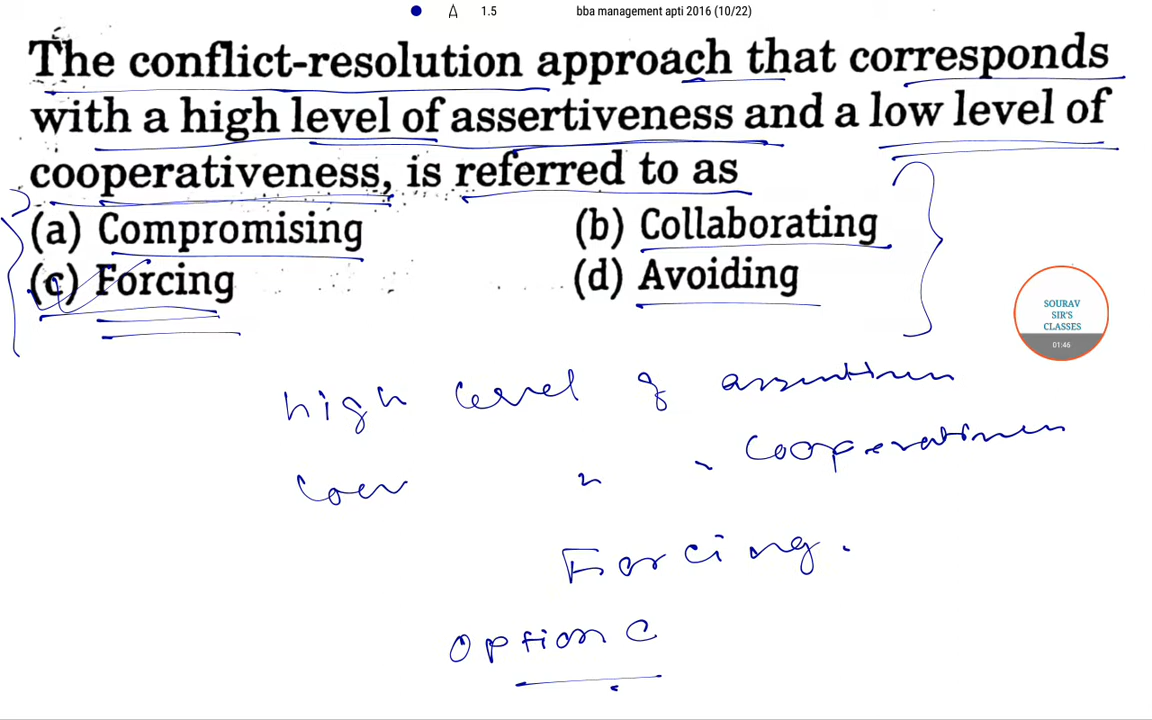 1.5 bba management apti 2016 (10/22)
The conflict-resolution approach that corresponds
with a high level of assertiveness and a low level of
cooperativeness, is referred to as
(a) Compromising (b) Collaborating
(c) Forcing (d) Avoiding
SOURAV
SIR'S
CLASSES
01:46
high level of
Low
Forcing.
option C